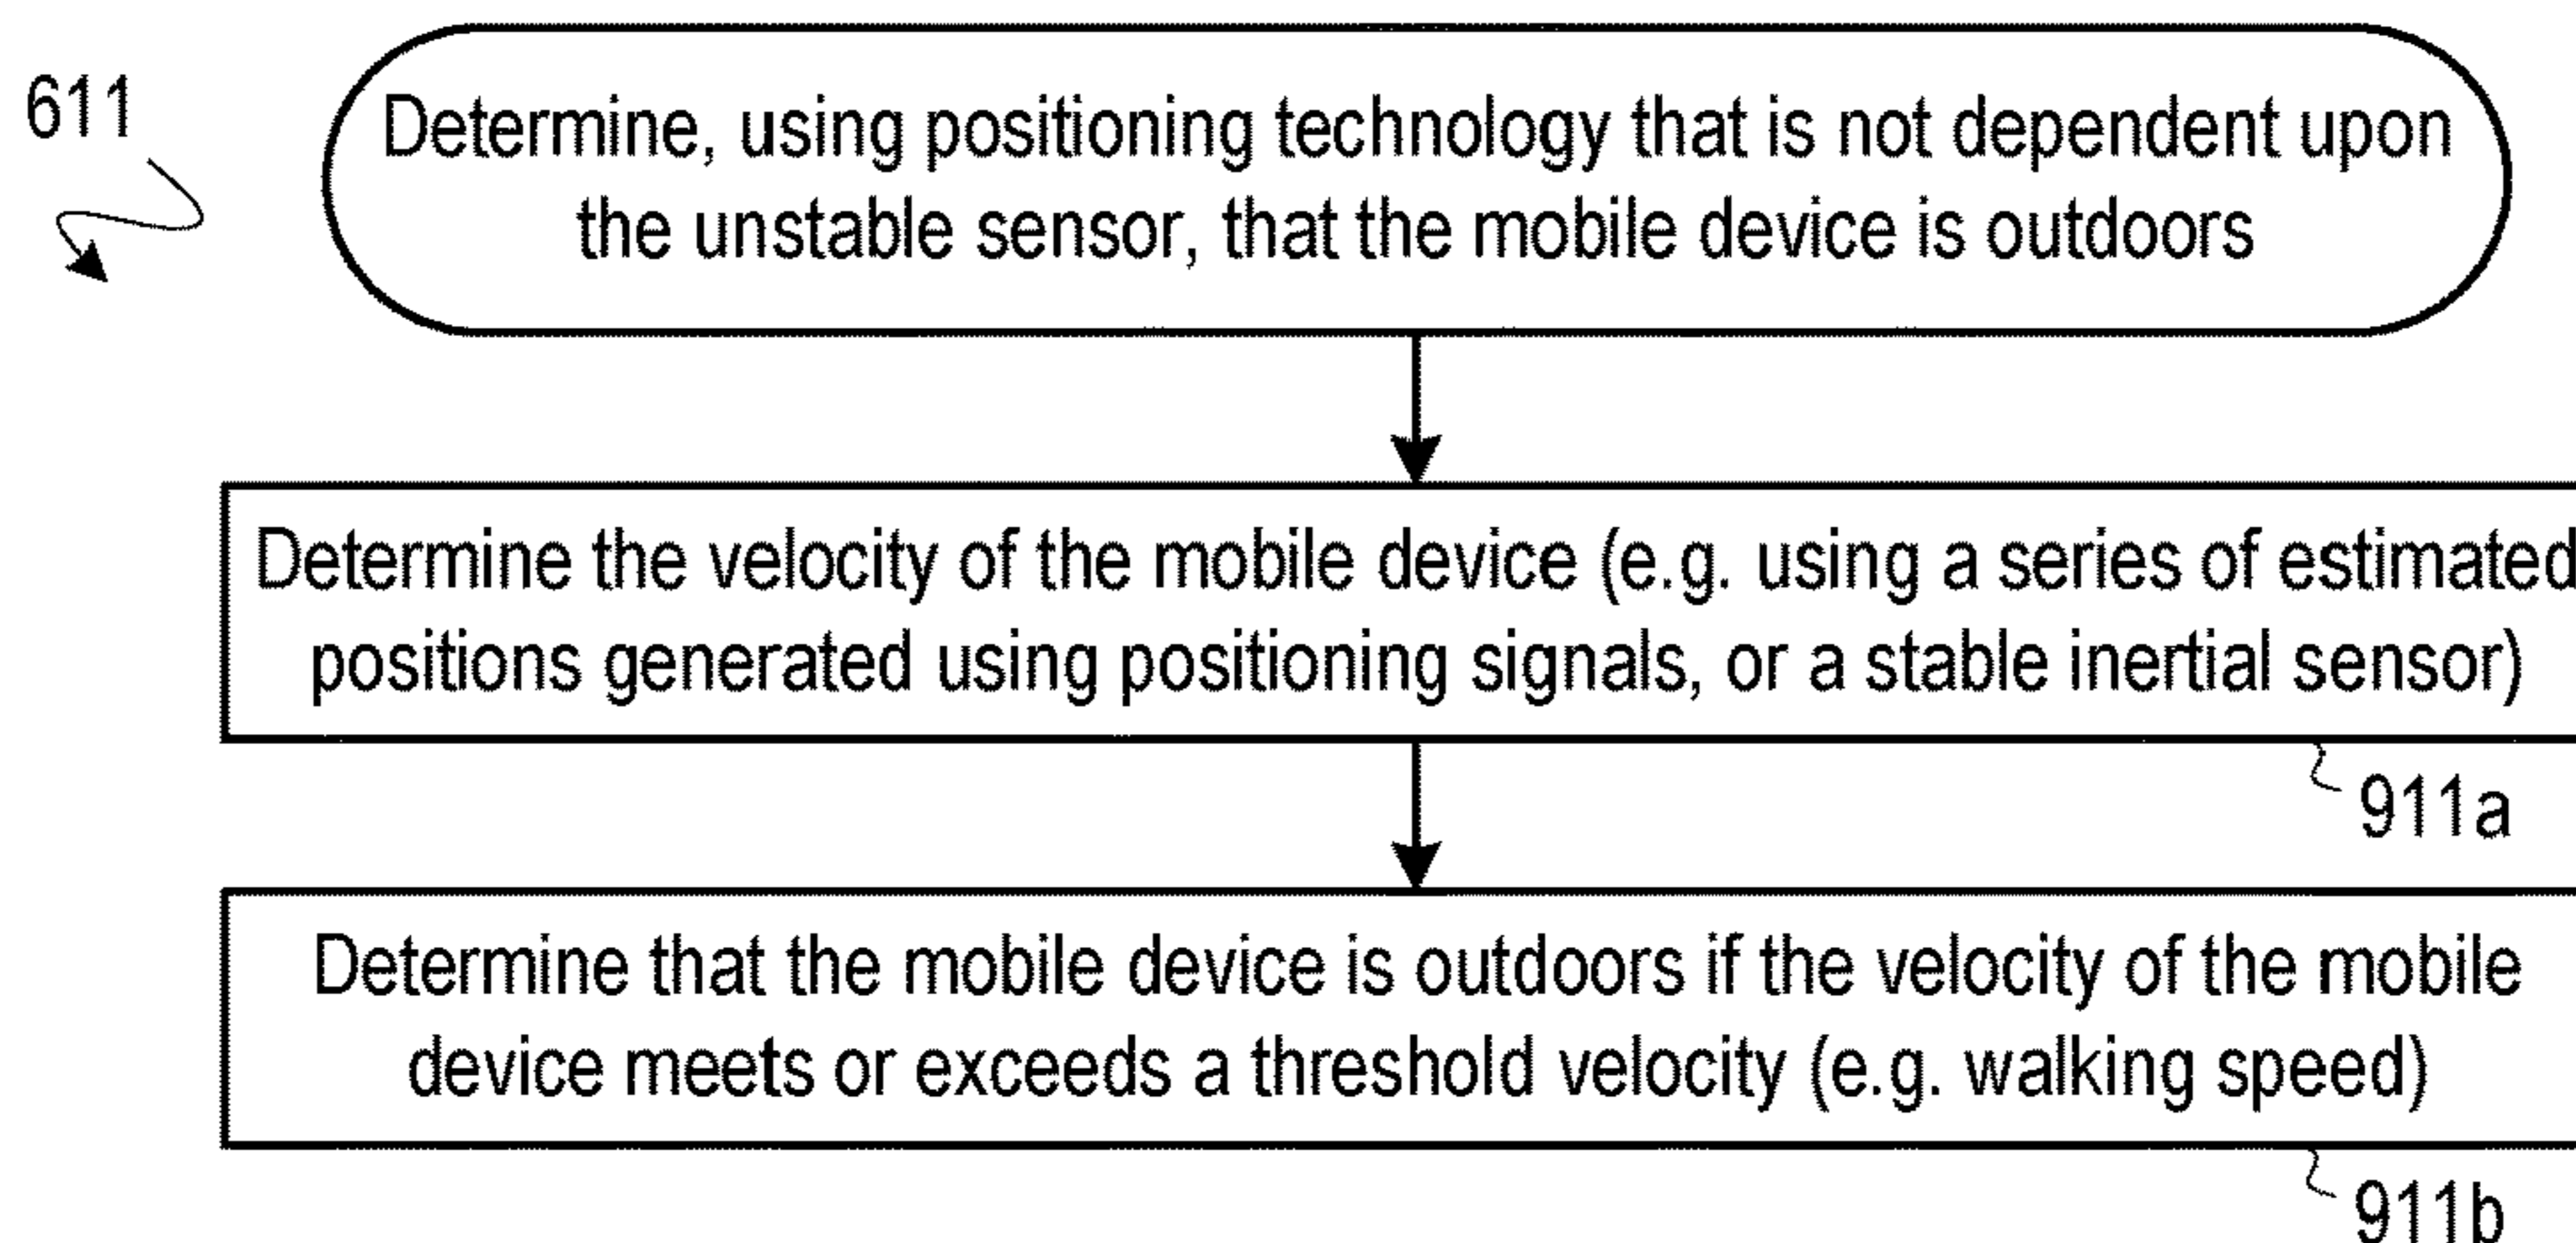 611
Determine, using positioning technology that is not dependent upon
the unstable sensor, that the mobile device is outdoors
Determine the velocity of the mobile device (e.g. using a series of estimated
positions generated using positioning signals, or a stable inertial sensor)
911a
Determine that the mobile device is outdoors if the velocity of the mobile
device meets or exceeds a threshold velocity (e.g. walking speed)
911b